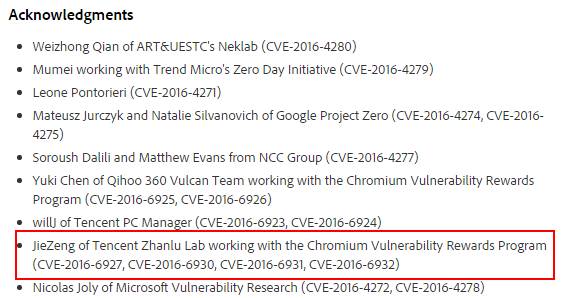 Acknowledgments
Weizhong Qian of ART&UESTC's Neklab (CVE-2016-4280)
Mumei working with Trend Micro's Zero Day Initiative (CVE-2016-4279)
Leone Pontorieri (CVE-2016-4271)
Mateusz Jurczyk and Natalie Silvanovich of Google Project Zero (CVE-2016-4274, CVE-2016-
4275)
Soroush Dalili and Matthew Evans from NCC Group (CVE-2016-4277)
Yuki Chen of Qihoo 360 Vulcan Team working with the Chromium Vulnerability Rewards
Program (CVE-2016-6925, CVE-2016-6926)
willJ of Tencent PC Manager (CVE-2016-6923, CVE-2016-6924)
JieZeng of Tencent Zhanlu Lab working with the Chromium Vulnerability Rewards Program
(CVE-2016-6927, CVE-2016-6930, CVE-2016-6931, CVE-2016-6932)
Nicolas Joly of Microsoft Vulnerability Research (CVE-2016-4272, CVE-2016-4278)